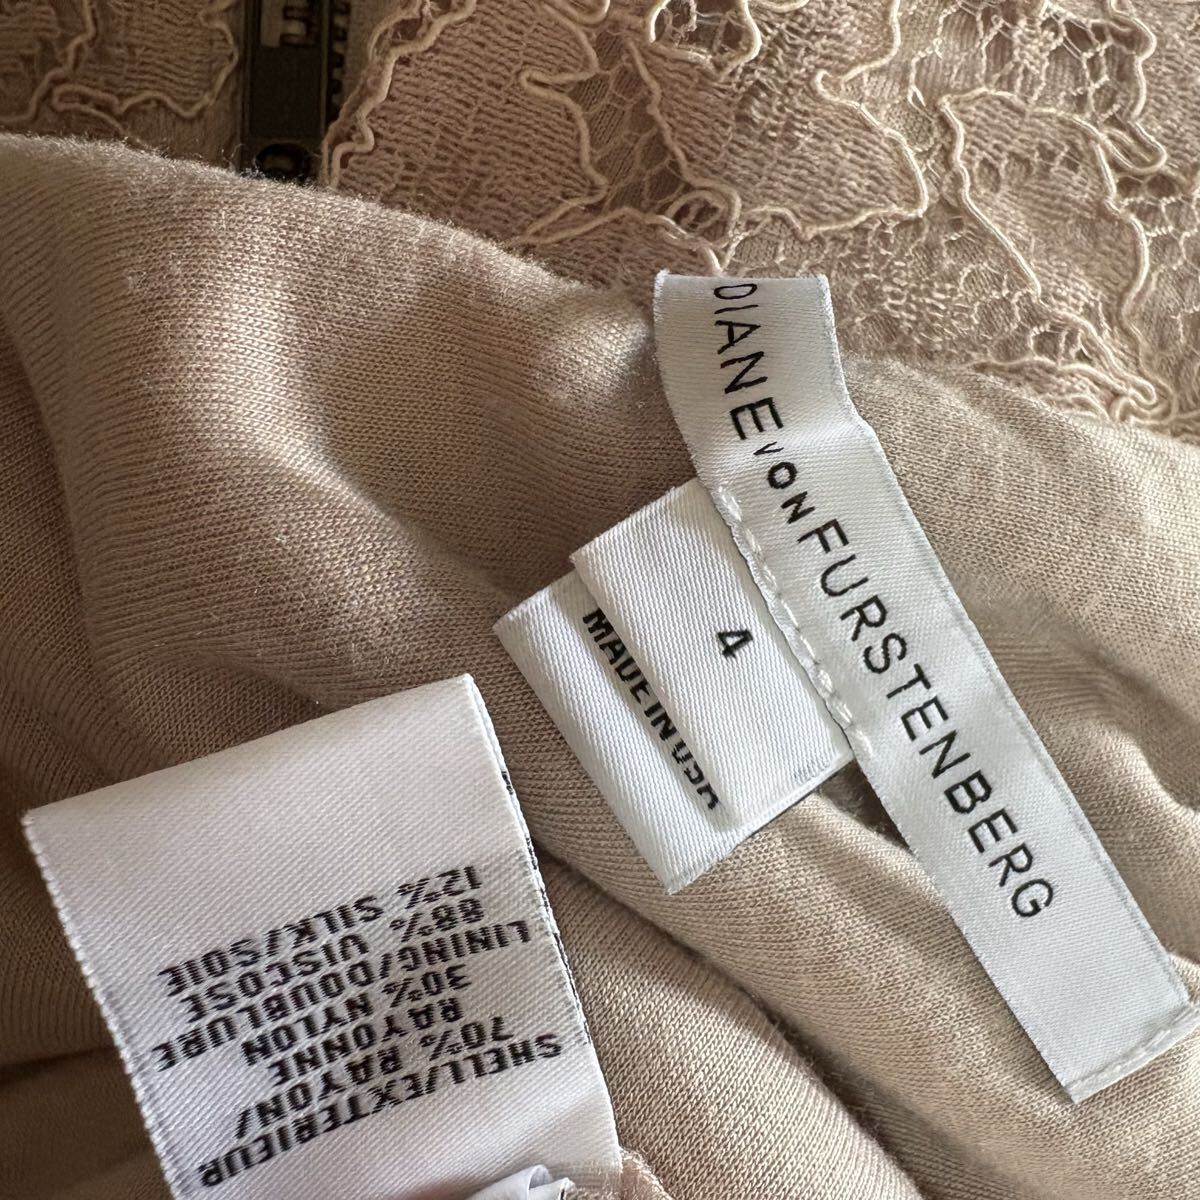 DIANE VON FURSTENBERG
4
MADE IN USA
SHELL/EXTERIEUR
70% RAYON/
RAYONNE
30% NYLON
LINING/DOUBLURE
88% VISCOSE
12% SILK/SOIE